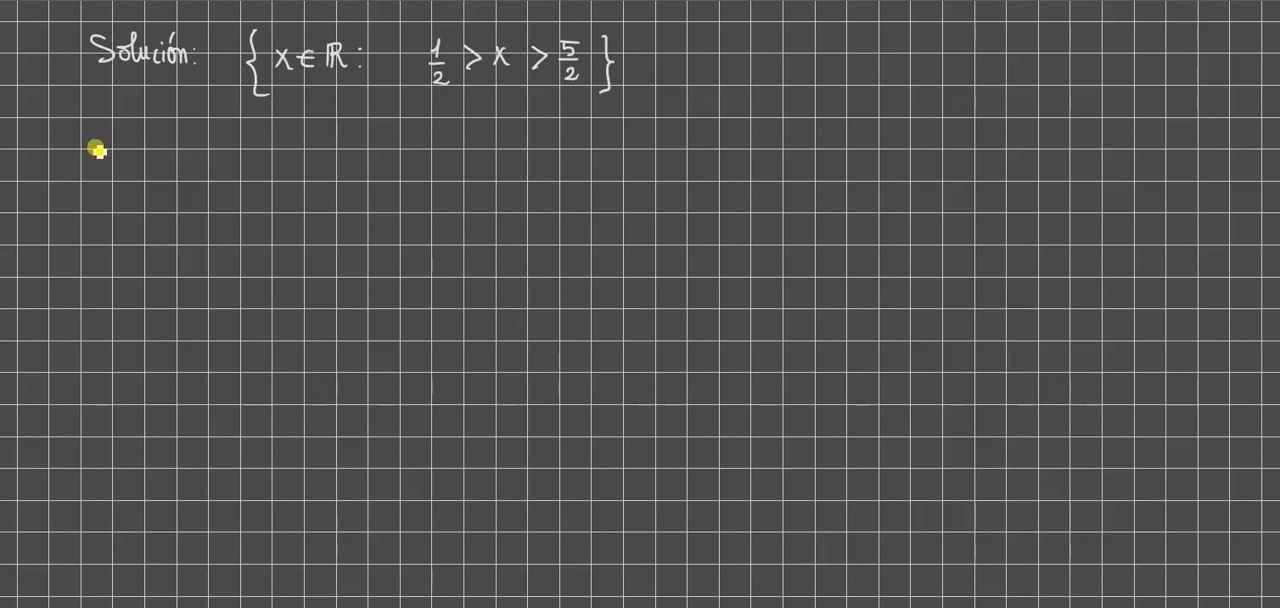 Solución: { x ∈ ℝ : 1/2 > x > 5/2 }